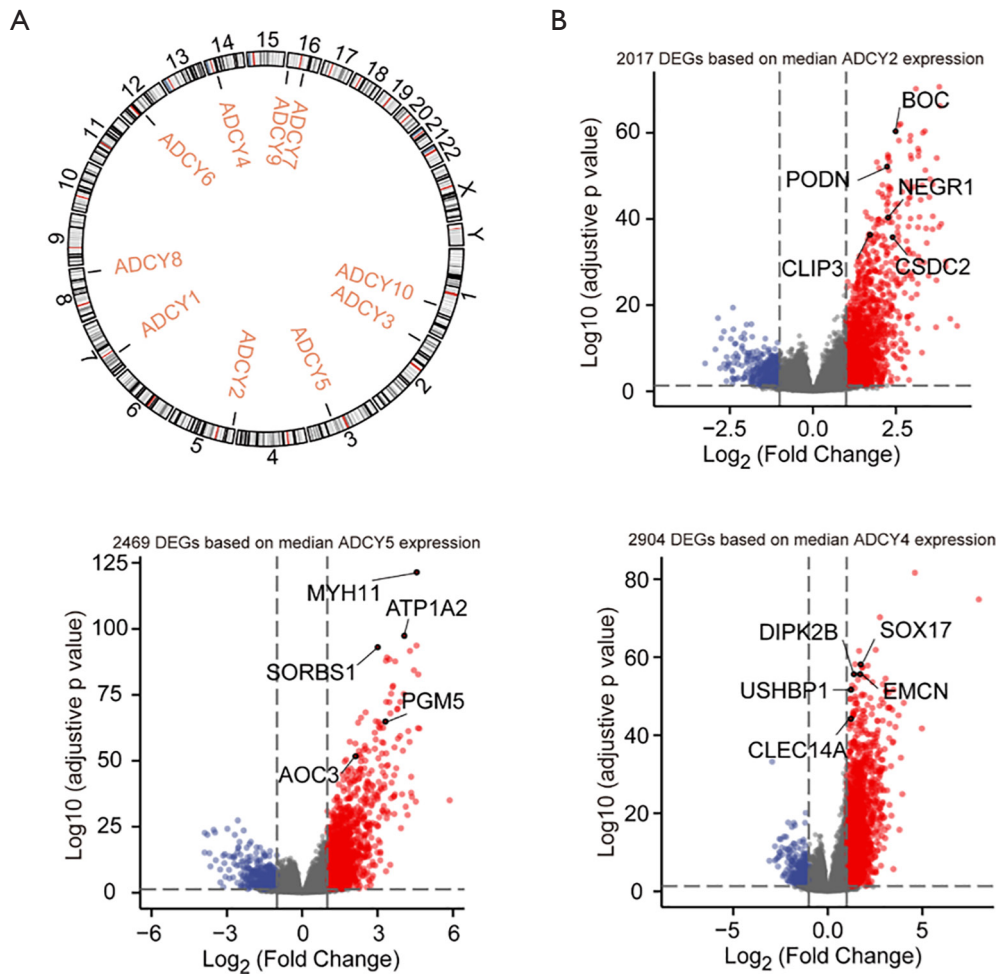 A
B
1
2
3
4
5
6
7
8
9
10
11
12
13
14
15
16
17
18
19
20
21
22
X
Y
ADCY10
ADCY3
ADCY5
ADCY2
ADCY1
ADCY8
ADCY6
ADCY4
ADCY9
ADCY7
2017 DEGs based on median ADCY2 expression
Log10 (adjustive p value)
60
40
20
0
BOC
PODN
NEGR1
CLIP3
CSDC2
−2.5
0.0
2.5
Log2 (Fold Change)
2469 DEGs based on median ADCY5 expression
Log10 (adjustive p value)
125
100
75
50
25
0
MYH11
ATP1A2
SORBS1
PGM5
AOC3
−6
−3
0
3
6
Log2 (Fold Change)
2904 DEGs based on median ADCY4 expression
Log10 (adjustive p value)
80
60
40
20
0
DIPK2B
SOX17
USHBP1
EMCN
CLEC14A
−5
0.0
5
Log2 (Fold Change)